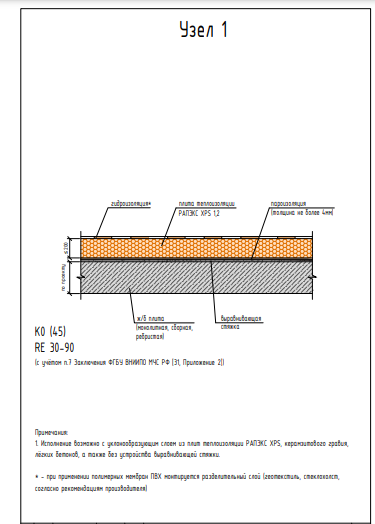 Узел 1
гидроизоляция*
плита теплоизоляции
РАПЭКС XPS 1,2
пароизоляция
(толщина не более 4мм)
≤200
по проекту
ж/б плита
(монолитная, сборная,
ребристая)
выравнивающая
стяжка
К0 (45)
RE 30-90
(с учётом п.7 Заключения ФГБУ ВНИИПО МЧС РФ [31, Приложение 2])
Примечания:
1. Исполнение возможно с уклонообразующим слоем из плит теплоизоляции РАПЭКС XPS, керамзитового гравия,
лёгких бетонов, а также без устройства выравнивающей стяжки.
* - при применении полимерных мембран ПВХ монтируется разделительный слой (геотекстиль, стеклохолст,
согласно рекомендациям производителя)